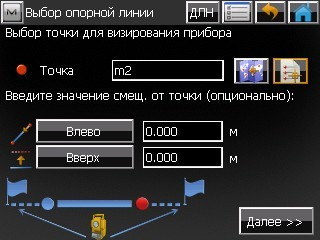 M Выбор опорной линии ДЛН
Выбор точки для визирования прибора
Точка m2
Введите значение смещ. от точки (опционально):
Влево 0.000 м
Вверх 0.000 м
Далее >>